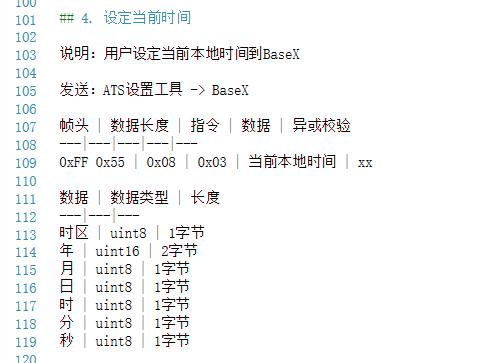 100
101 ## 4. 设定当前时间
102
103 说明：用户设定当前本地时间到BaseX
104
105 发送：ATS设置工具 -> BaseX
106
107 帧头 | 数据长度 | 指令 | 数据 | 异或校验
108 ---|---|---|---|---
109 0xFF 0x55 | 0x08 | 0x03 | 当前本地时间 | xx
110
111 数据 | 数据类型 | 长度
112 ---|---|---
113 时区 | uint8 | 1字节
114 年 | uint16 | 2字节
115 月 | uint8 | 1字节
116 日 | uint8 | 1字节
117 时 | uint8 | 1字节
118 分 | uint8 | 1字节
119 秒 | uint8 | 1字节
120